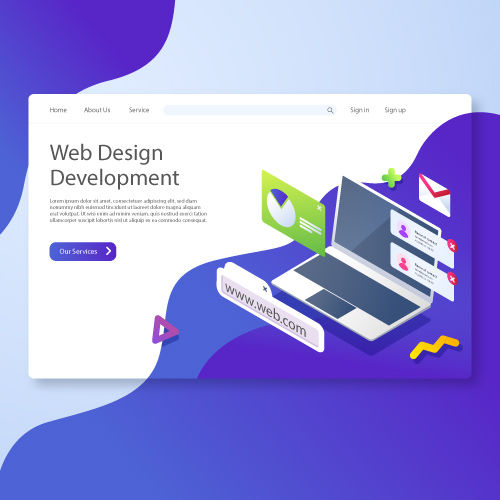 Home About Us Service Sign in Sign up
Web Design
Development
Lorem ipsum dolor sit amet, consectetuer adipiscing elit, sed diam
nonummy nibh euismod tincidunt ut laoreet dolore magna aliquam
erat volutpat. Ut wisi enim ad minim veniam, quis nostrud exerci tation
ullamcorper suscipit lobortis nisl ut aliquip ex ea commodo consequat.
Our Services
www.web.com